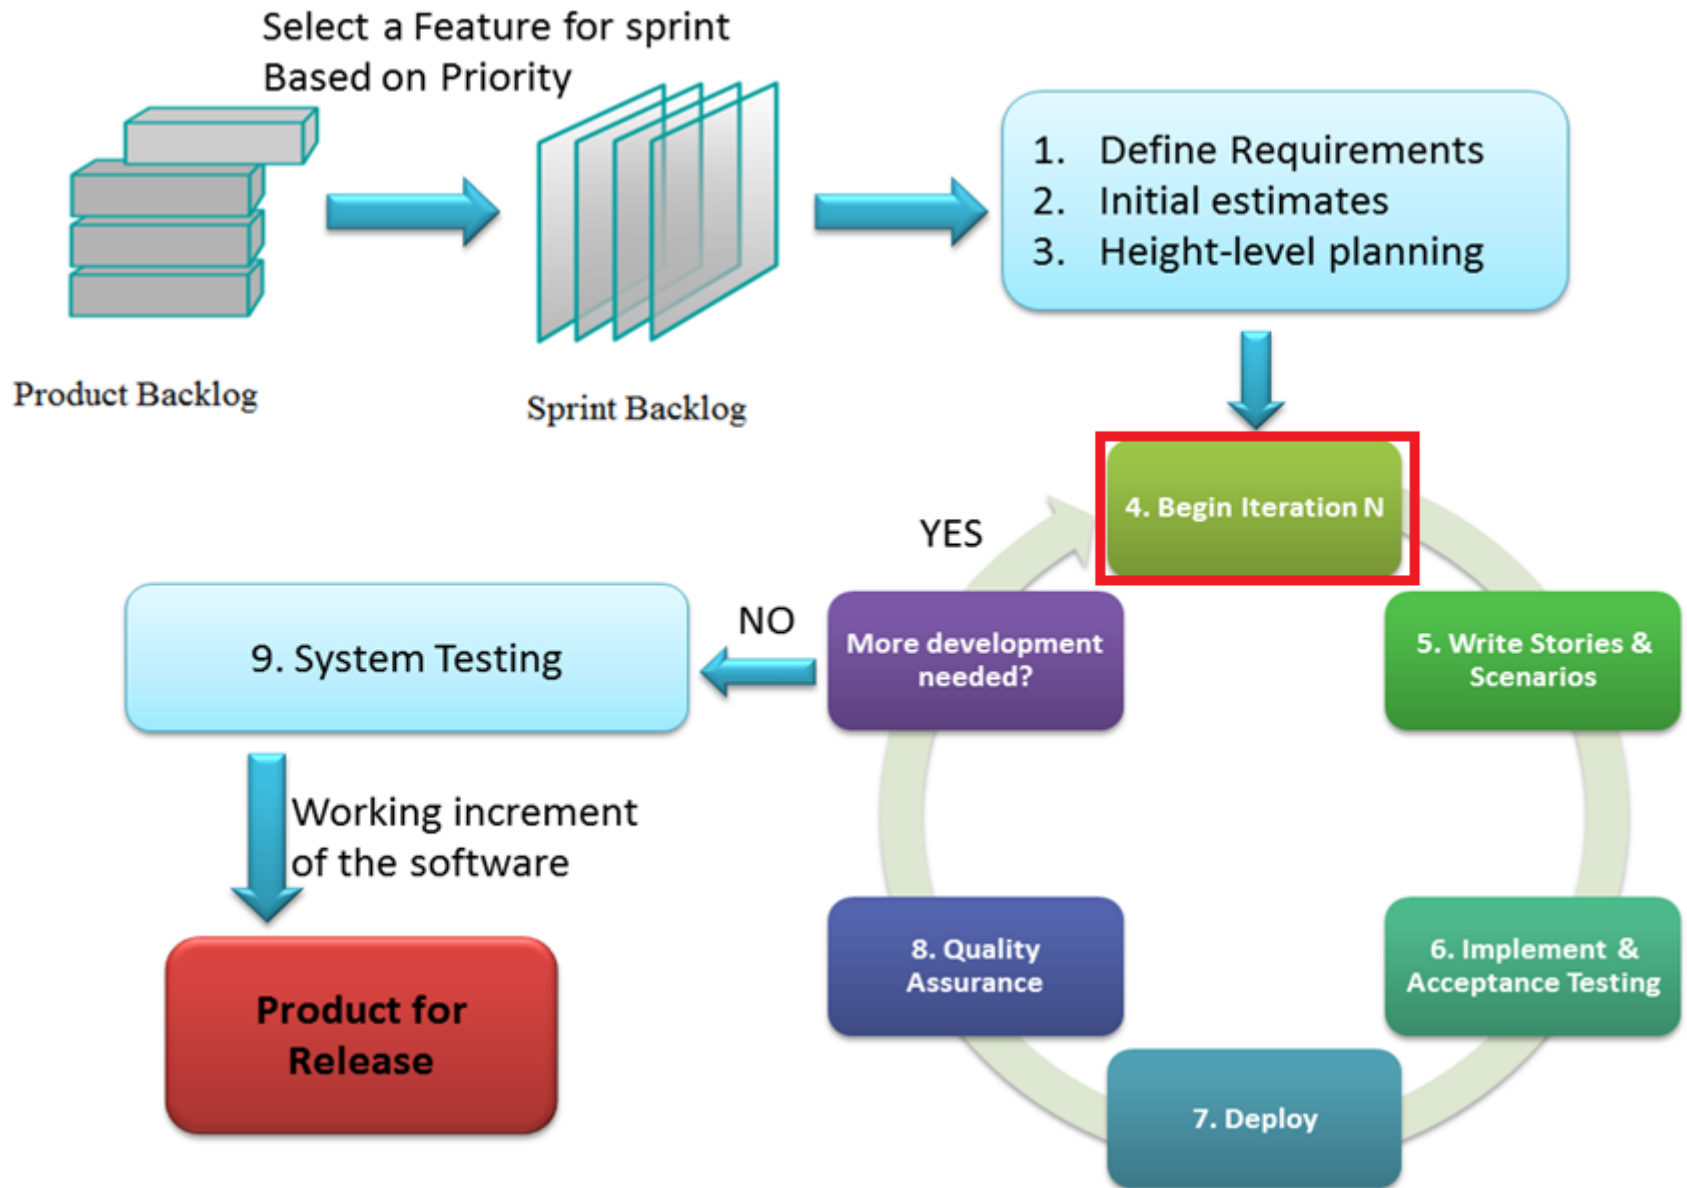 Select a Feature for sprint
Based on Priority
Product Backlog
Sprint Backlog
1. Define Requirements
2. Initial estimates
3. Height-level planning
4. Begin Iteration N
5. Write Stories &
Scenarios
6. Implement &
Acceptance Testing
7. Deploy
8. Quality
Assurance
More development
needed?
YES
NO
9. System Testing
Working increment
of the software
Product for
Release